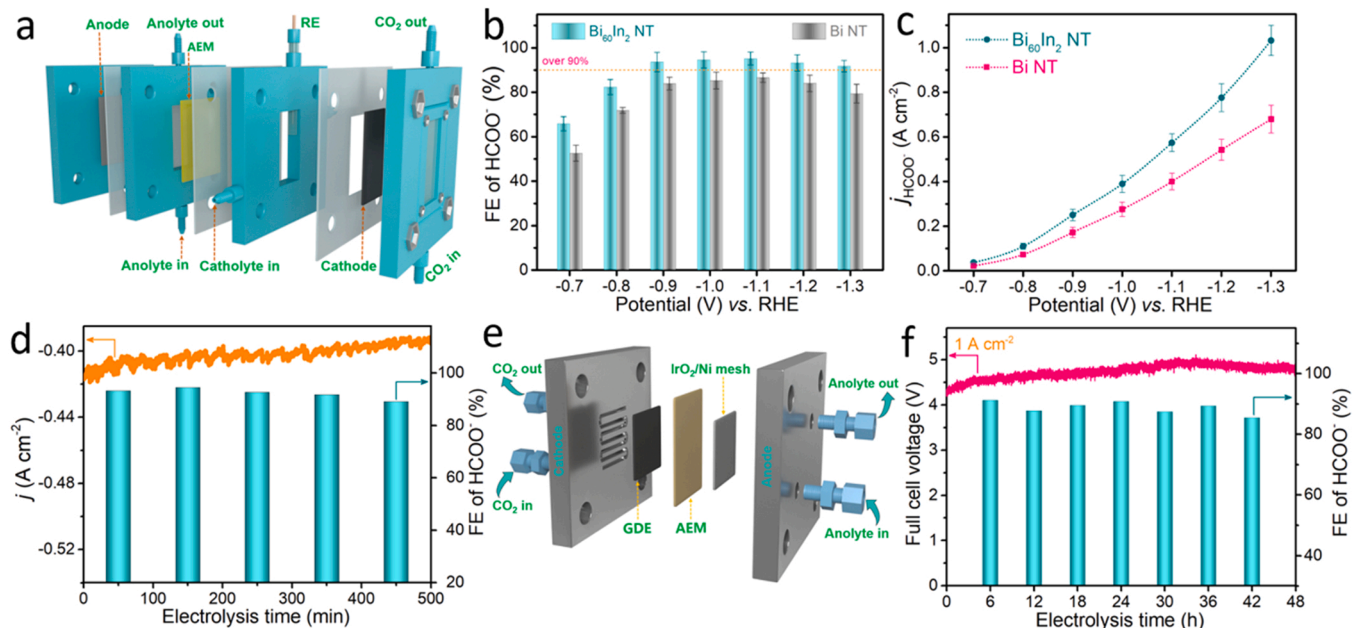 a
Anode
Anolyte out
AEM
RE
CO₂ out
Anolyte in
Catholyte in
Cathode
CO₂ in
b
Bi₆₀In₂ NT
Bi NT
over 90%
FE of HCOO⁻ (%)
100
80
60
40
20
0
-0.7 -0.8 -0.9 -1.0 -1.1 -1.2 -1.3
Potential (V) vs. RHE
c
Bi₆₀In₂ NT
Bi NT
j HCOO⁻ (A cm⁻²)
1.0
0.8
0.6
0.4
0.2
0.0
-0.7 -0.8 -0.9 -1.0 -1.1 -1.2 -1.3
Potential (V) vs. RHE
d
j (A cm⁻²)
-0.40
-0.44
-0.48
-0.52
FE of HCOO⁻ (%)
100
80
60
40
20
0 100 200 300 400 500
Electrolysis time (min)
e
CO₂ out
CO₂ in
Cathode
GDE
AEM
IrO₂/Ni mesh
Anode
Anolyte out
Anolyte in
f
1 A cm⁻²
Full cell voltage (V)
5
4
3
2
1
0
FE of HCOO⁻ (%)
100
80
60
40
0 6 12 18 24 30 36 42 48
Electrolysis time (h)